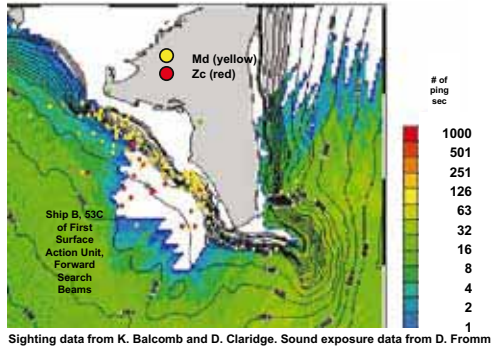 Md (yellow)
Zc (red)
Ship B, 53C
of First
Surface
Action Unit,
Forward
Search
Beams
# of
ping
sec
1000
501
251
126
63
32
16
8
4
2
1
Sighting data from K. Balcomb and D. Claridge. Sound exposure data from D. Fromm